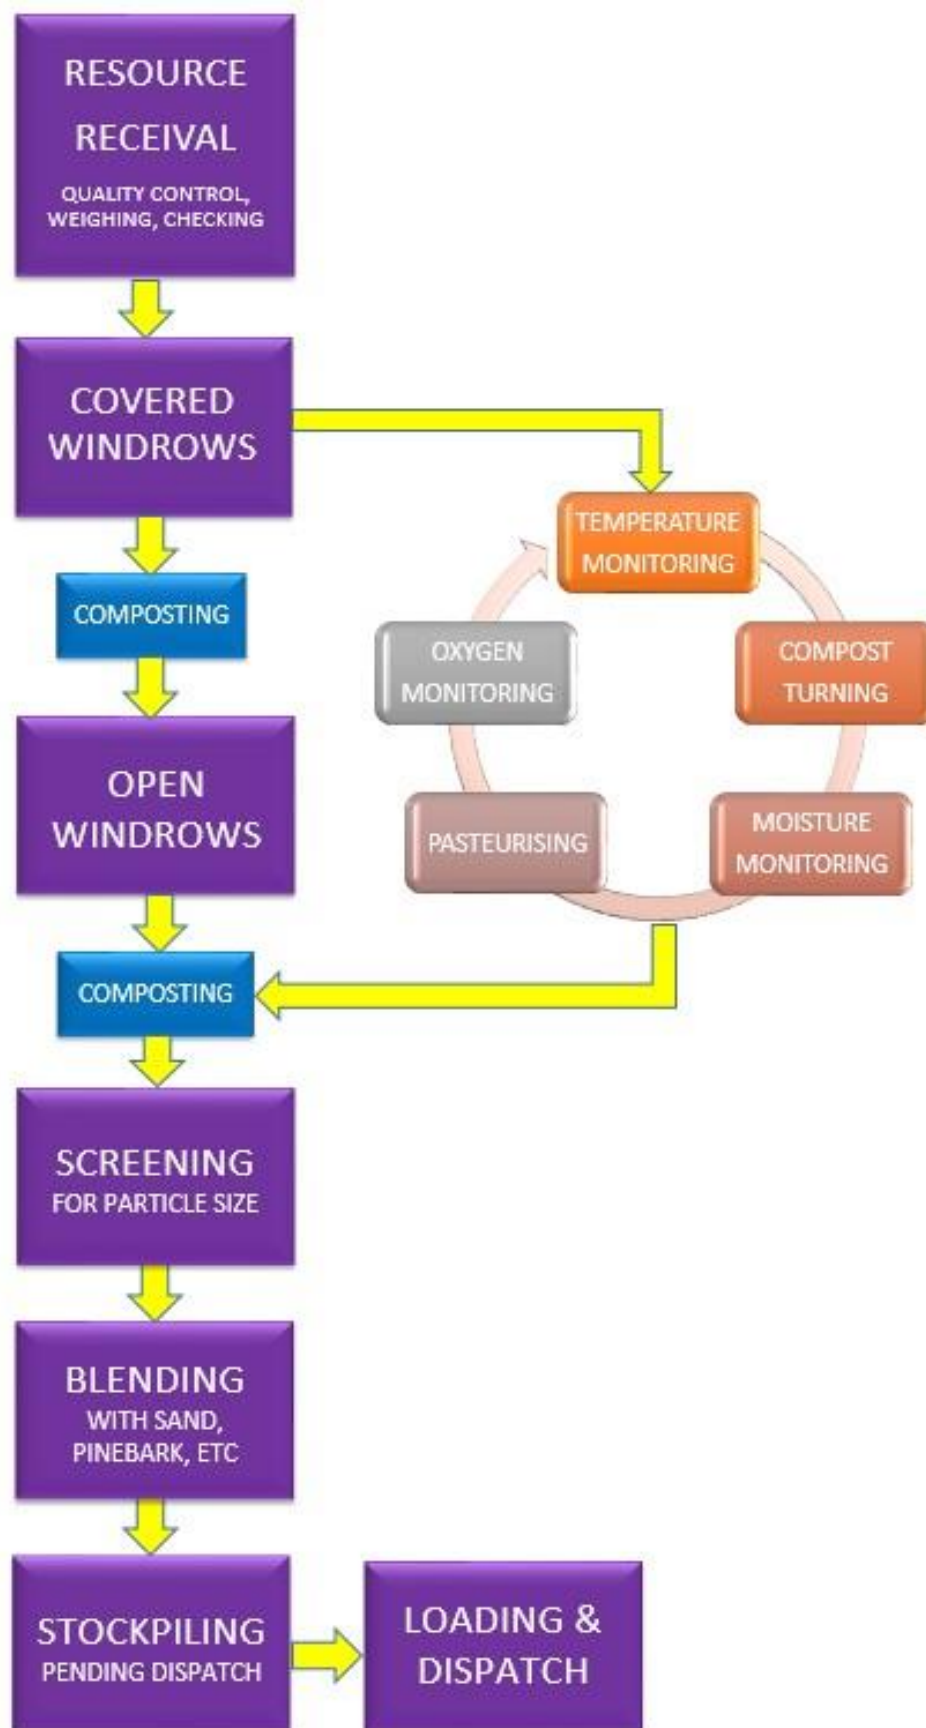 RESOURCE
RECEIVAL
QUALITY CONTROL,
WEIGHING, CHECKING
COVERED
WINDROWS
TEMPERATURE
MONITORING
COMPOSTING
OXYGEN
MONITORING
COMPOST
TURNING
OPEN
WINDROWS
PASTEURISING
MOISTURE
MONITORING
COMPOSTING
SCREENING
FOR PARTICLE SIZE
BLENDING
WITH SAND,
PINEBARK, ETC
STOCKPILING
PENDING DISPATCH
LOADING &
DISPATCH